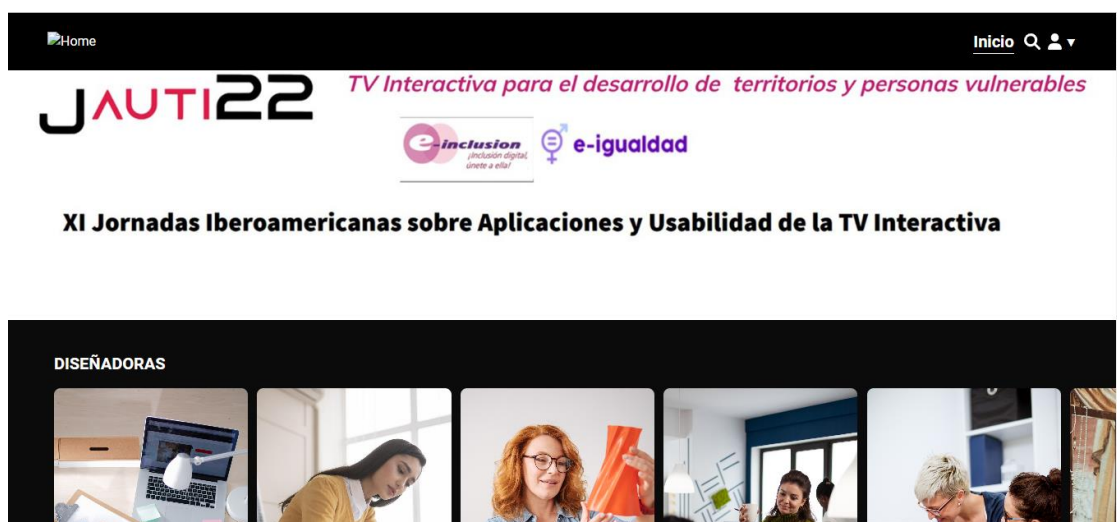 Home
Inicio
JAUTI22
TV Interactiva para el desarrollo de territorios y personas vulnerables
e-inclusion
¡Inclusión digital,
únete a ella!
e-igualdad
XI Jornadas Iberoamericanas sobre Aplicaciones y Usabilidad de la TV Interactiva
DISEÑADORAS